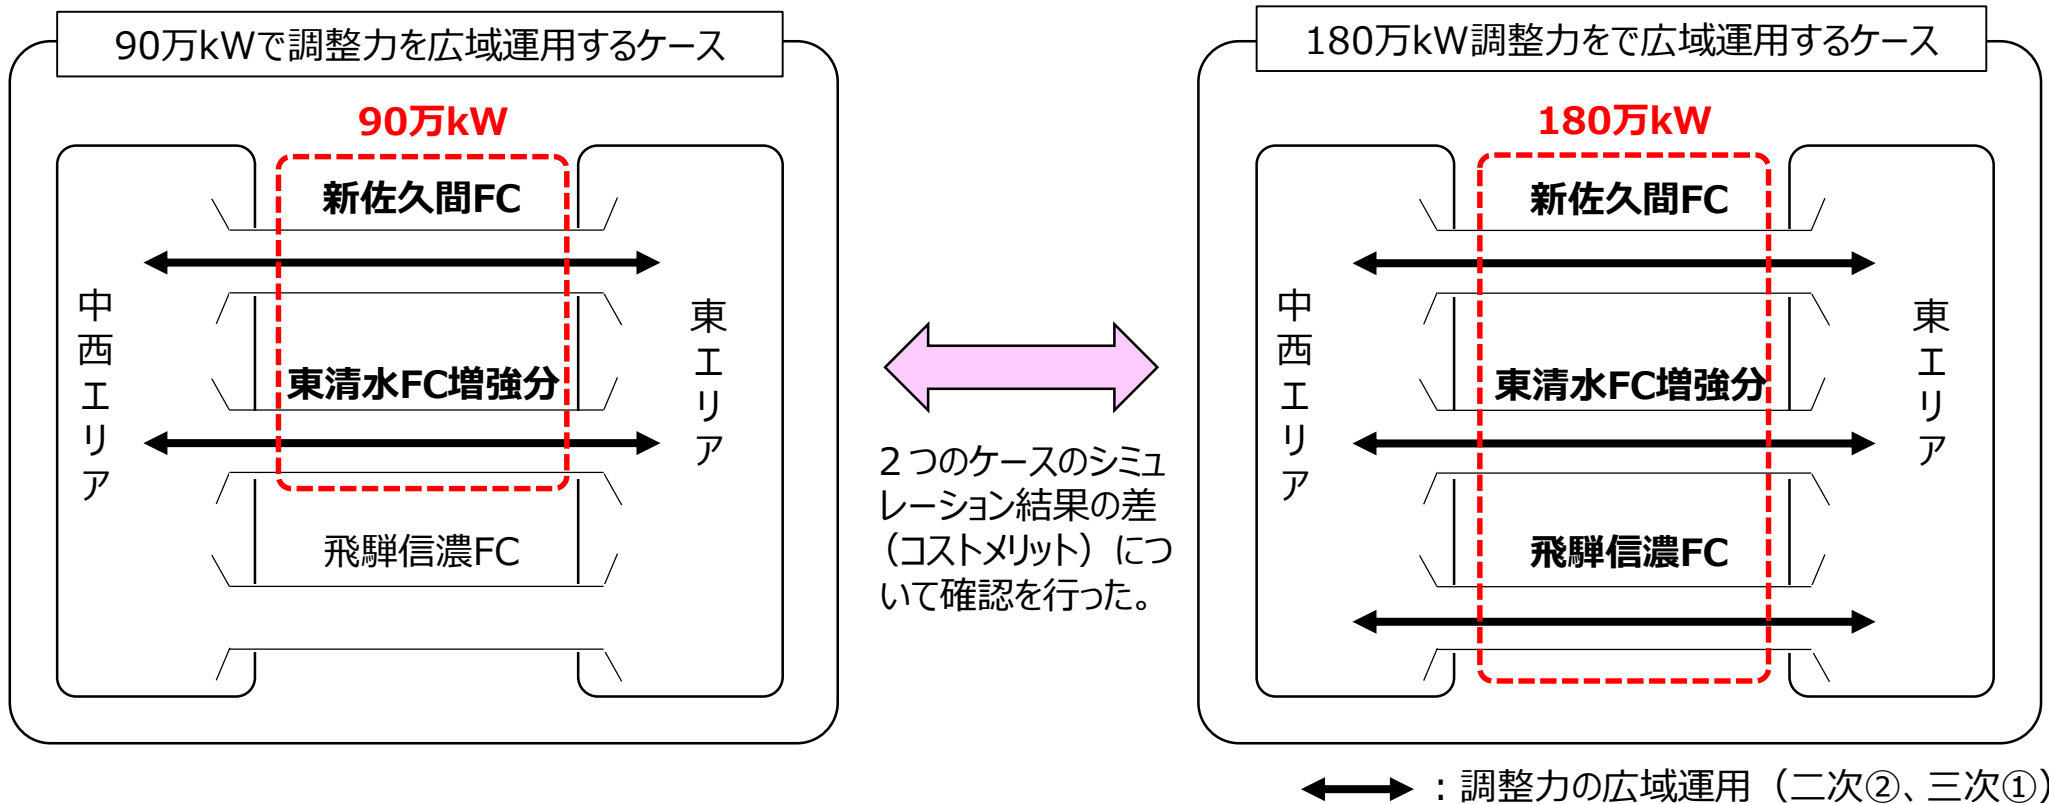 90万kWで調整力を広域運用するケース
90万kW
新佐久間FC
中西エリア
東エリア
東清水FC増強分
飛騨信濃FC
２つのケースのシミュ
レーション結果の差
（コストメリット）につ
いて確認を行った。
180万kW調整力をで広域運用するケース
180万kW
新佐久間FC
中西エリア
東エリア
東清水FC増強分
飛騨信濃FC
：調整力の広域運用（二次②、三次①）